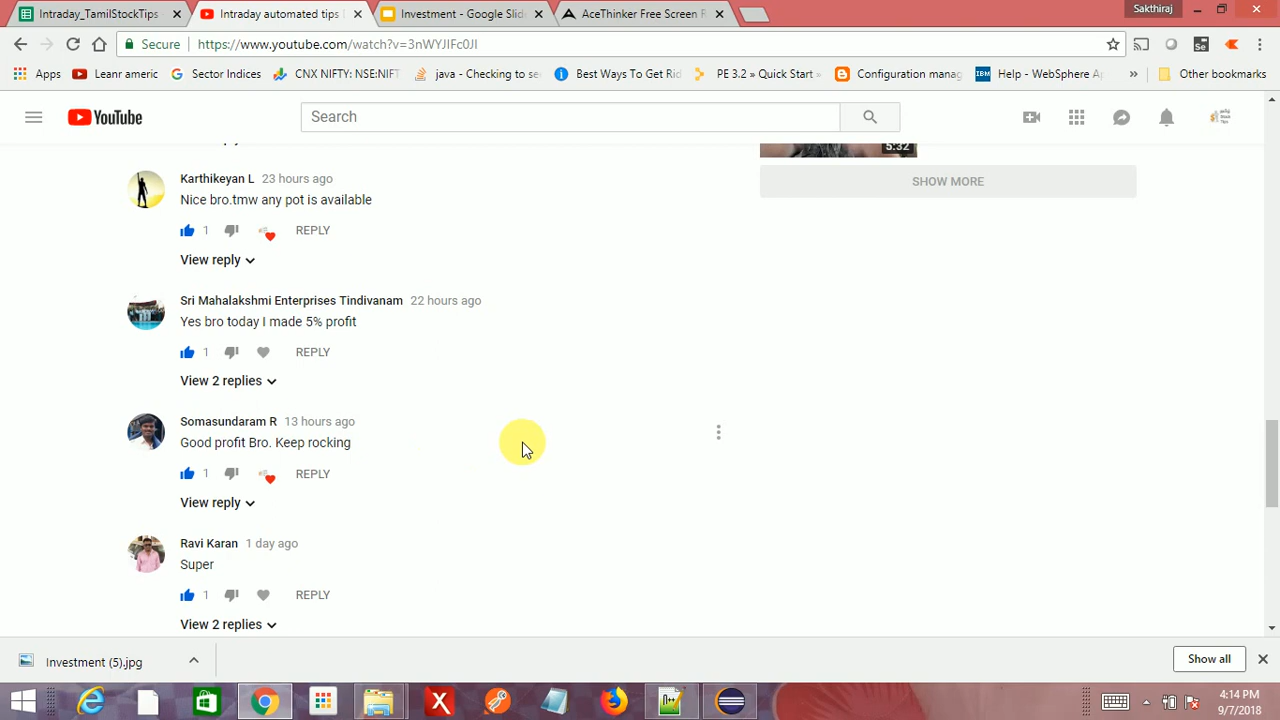 Intraday_TamilStockTips
Intraday automated tips
Investment - Google Slid
AceThinker Free Screen R
Sakthiraj
Secure https://www.youtube.com/watch?v=3nWYJlFc0JI
Apps
Leanr americ
Sector Indices
CNX NIFTY: NSE:NIFT
java - Checking to se
Best Ways To Get Rid
IE 3.2 » Quick Start
Configuration manag
IBM
Help - WebSphere A
Other bookmarks
YouTube
Search
5:32
SHOW MORE
Karthikeyan L 23 hours ago
Nice bro.tmw any pot is available
1 REPLY
View reply
Sri Mahalakshmi Enterprises Tindivanam 22 hours ago
Yes bro today I made 5% profit
1 REPLY
View 2 replies
Somasundaram R 13 hours ago
Good profit Bro. Keep rocking
1 REPLY
View reply
Ravi Karan 1 day ago
Super
1 REPLY
View 2 replies
Investment (5).jpg
Show all
4:14 PM
9/7/2018